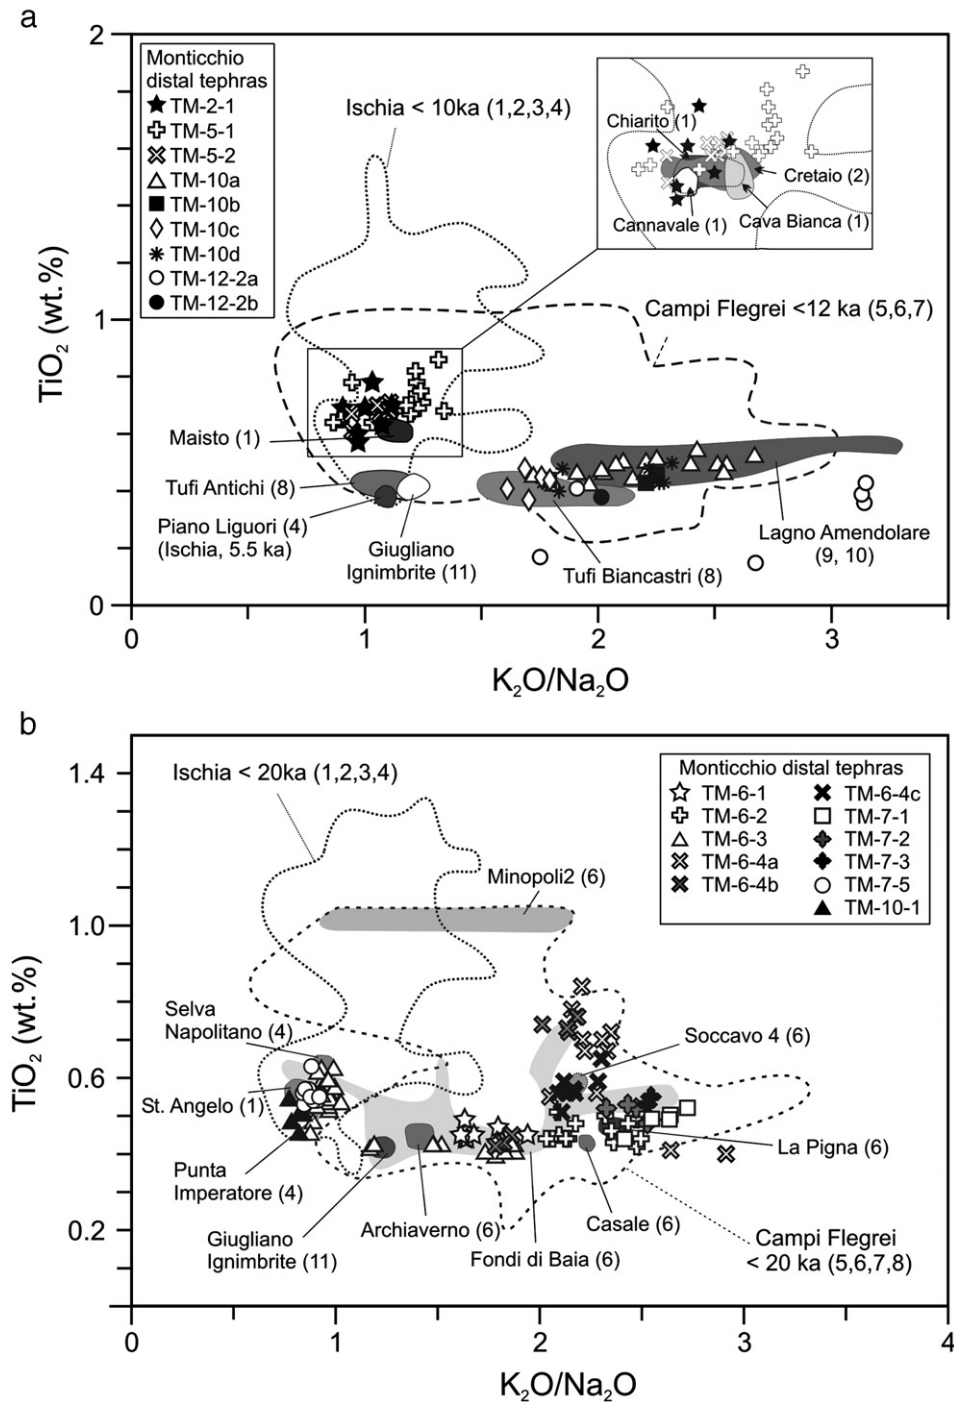 a
2
1
0
TiO₂ (wt.%)
Monticchio
distal tephras
TM-2-1
TM-5-1
TM-5-2
TM-10a
TM-10b
TM-10c
TM-10d
TM-12-2a
TM-12-2b
Ischia < 10ka (1,2,3,4)
Chiarito (1)
Cretaio (2)
Cannavale (1)
Cava Bianca (1)
Campi Flegrei <12 ka (5,6,7)
Maisto (1)
Tufi Antichi (8)
Piano Liguori (4)
(Ischia, 5.5 ka)
Giugliano
Ignimbrite (11)
Tufi Biancastri (8)
Lagno Amendolare
(9, 10)
0
1
2
3
K₂O/Na₂O
b
1.4
1.0
0.6
0.2
TiO₂ (wt.%)
Ischia < 20ka (1,2,3,4)
Monticchio distal tephras
TM-6-1
TM-6-2
TM-6-3
TM-6-4a
TM-6-4b
TM-6-4c
TM-7-1
TM-7-2
TM-7-3
TM-7-5
TM-10-1
Minopoli2 (6)
Selva
Napolitano (4)
Soccavo 4 (6)
St. Angelo (1)
La Pigna (6)
Punta
Imperatore (4)
Giugliano
Ignimbrite (11)
Archiaverno (6)
Fondi di Baia (6)
Casale (6)
Campi Flegrei
< 20 ka (5,6,7,8)
0
1
2
3
4
K₂O/Na₂O